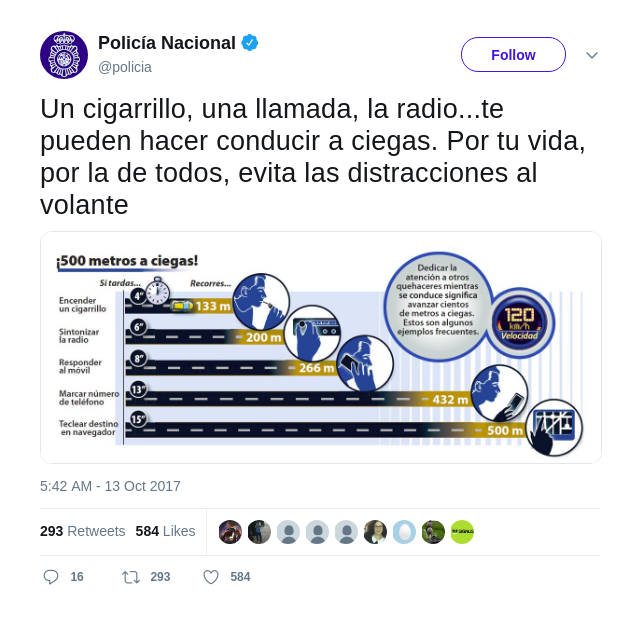 Policía Nacional
@policia
Follow
Un cigarrillo, una llamada, la radio...te
pueden hacer conducir a ciegas. Por tu vida,
por la de todos, evita las distracciones al
volante
¡500 metros a ciegas!
Si tardas...
Recorres...
Encender
un cigarrillo
4"
133 m
Sintonizar
la radio
6"
200 m
Responder
al móvil
8"
266 m
Marcar número
de teléfono
13"
432 m
Teclear destino
en navegador
15"
500 m
Dedicar la
atención a otros
quehaceres mientras
se conduce significa
avanzar cientos
de metros a ciegas.
Estos son algunos
ejemplos frecuentes.
120
km/h
Velocidad
5:42 AM - 13 Oct 2017
293 Retweets 584 Likes
16 293 584